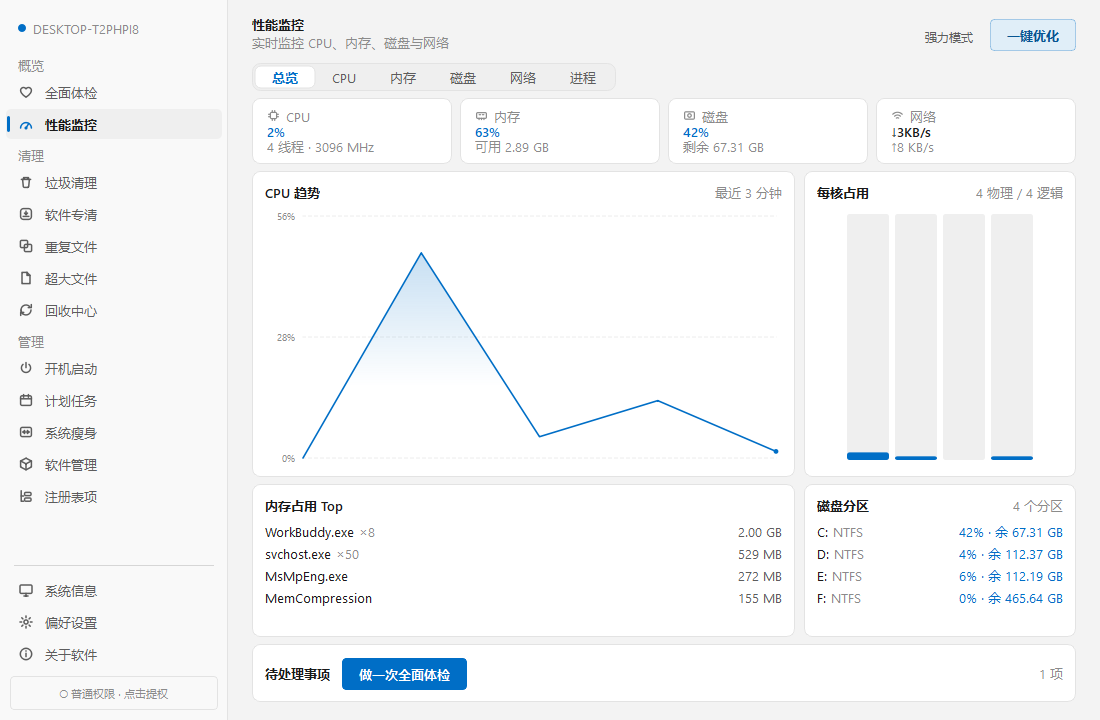 DESKTOP-T2PHPI8
概览
全面体检
性能监控
清理
垃圾清理
软件专清
重复文件
超大文件
回收中心
管理
开机启动
计划任务
系统瘦身
软件管理
注册表项
系统信息
偏好设置
关于软件
普通权限 · 点击提权
性能监控
实时监控 CPU、内存、磁盘与网络
强力模式
一键优化
总览 CPU 内存 磁盘 网络 进程
CPU
2%
4 线程 · 3096 MHz
内存
63%
可用 2.89 GB
磁盘
42%
剩余 67.31 GB
网络
↓3KB/s
↑8 KB/s
CPU 趋势 最近 3 分钟
56%
28%
0%
每核占用 4 物理 / 4 逻辑
内存占用 Top
WorkBuddy.exe ×8 2.00 GB
svchost.exe ×50 529 MB
MsMpEng.exe 272 MB
MemCompression 155 MB
磁盘分区 4 个分区
C: NTFS 42% · 余 67.31 GB
D: NTFS 4% · 余 112.37 GB
E: NTFS 6% · 余 112.19 GB
F: NTFS 0% · 余 465.64 GB
待处理事项 做一次全面体检 1 项